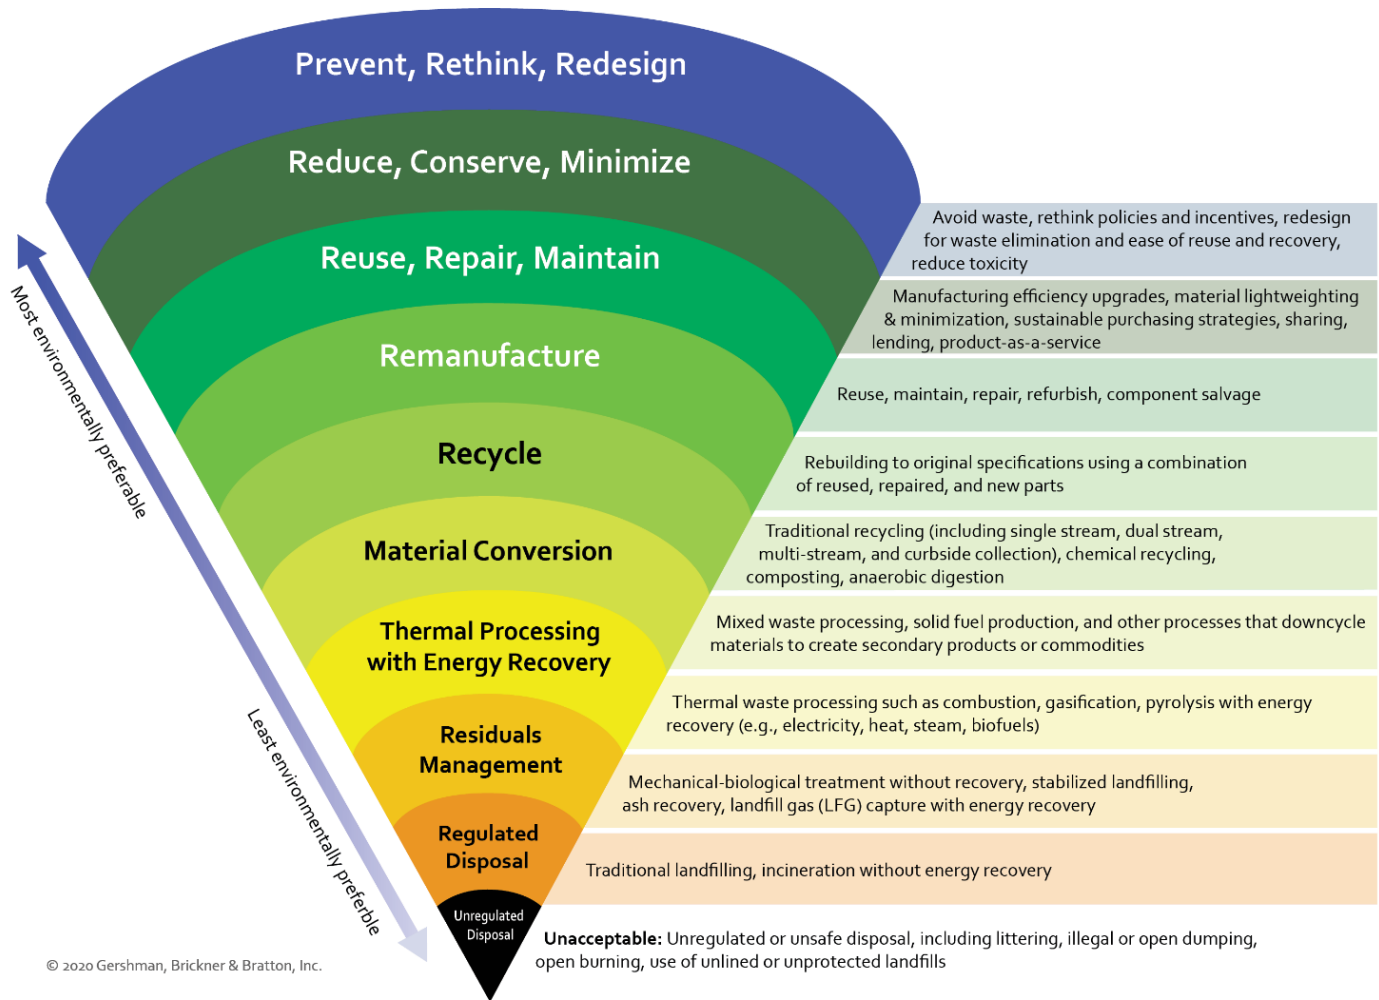 Prevent, Rethink, Redesign
Reduce, Conserve, Minimize
Reuse, Repair, Maintain
Remanufacture
Recycle
Material Conversion
Thermal Processing
with Energy Recovery
Residuals
Management
Regulated
Disposal
Unregulated
Disposal
Most environmentally preferable
Least environmentally preferble
Avoid waste, rethink policies and incentives, redesign
for waste elimination and ease of reuse and recovery,
reduce toxicity
Manufacturing efficiency upgrades, material lightweighting
& minimization, sustainable purchasing strategies, sharing,
lending, product-as-a-service
Reuse, maintain, repair, refurbish, component salvage
Rebuilding to original specifications using a combination
of reused, repaired, and new parts
Traditional recycling (including single stream, dual stream,
multi-stream, and curbside collection), chemical recycling,
composting, anaerobic digestion
Mixed waste processing, solid fuel production, and other processes that downcycle
materials to create secondary products or commodities
Thermal waste processing such as combustion, gasification, pyrolysis with energy
recovery (e.g., electricity, heat, steam, biofuels)
Mechanical-biological treatment without recovery, stabilized landfilling,
ash recovery, landfill gas (LFG) capture with energy recovery
Traditional landfilling, incineration without energy recovery
Unacceptable: Unregulated or unsafe disposal, including littering, illegal or open dumping,
open burning, use of unlined or unprotected landfills
© 2020 Gershman, Brickner & Bratton, Inc.